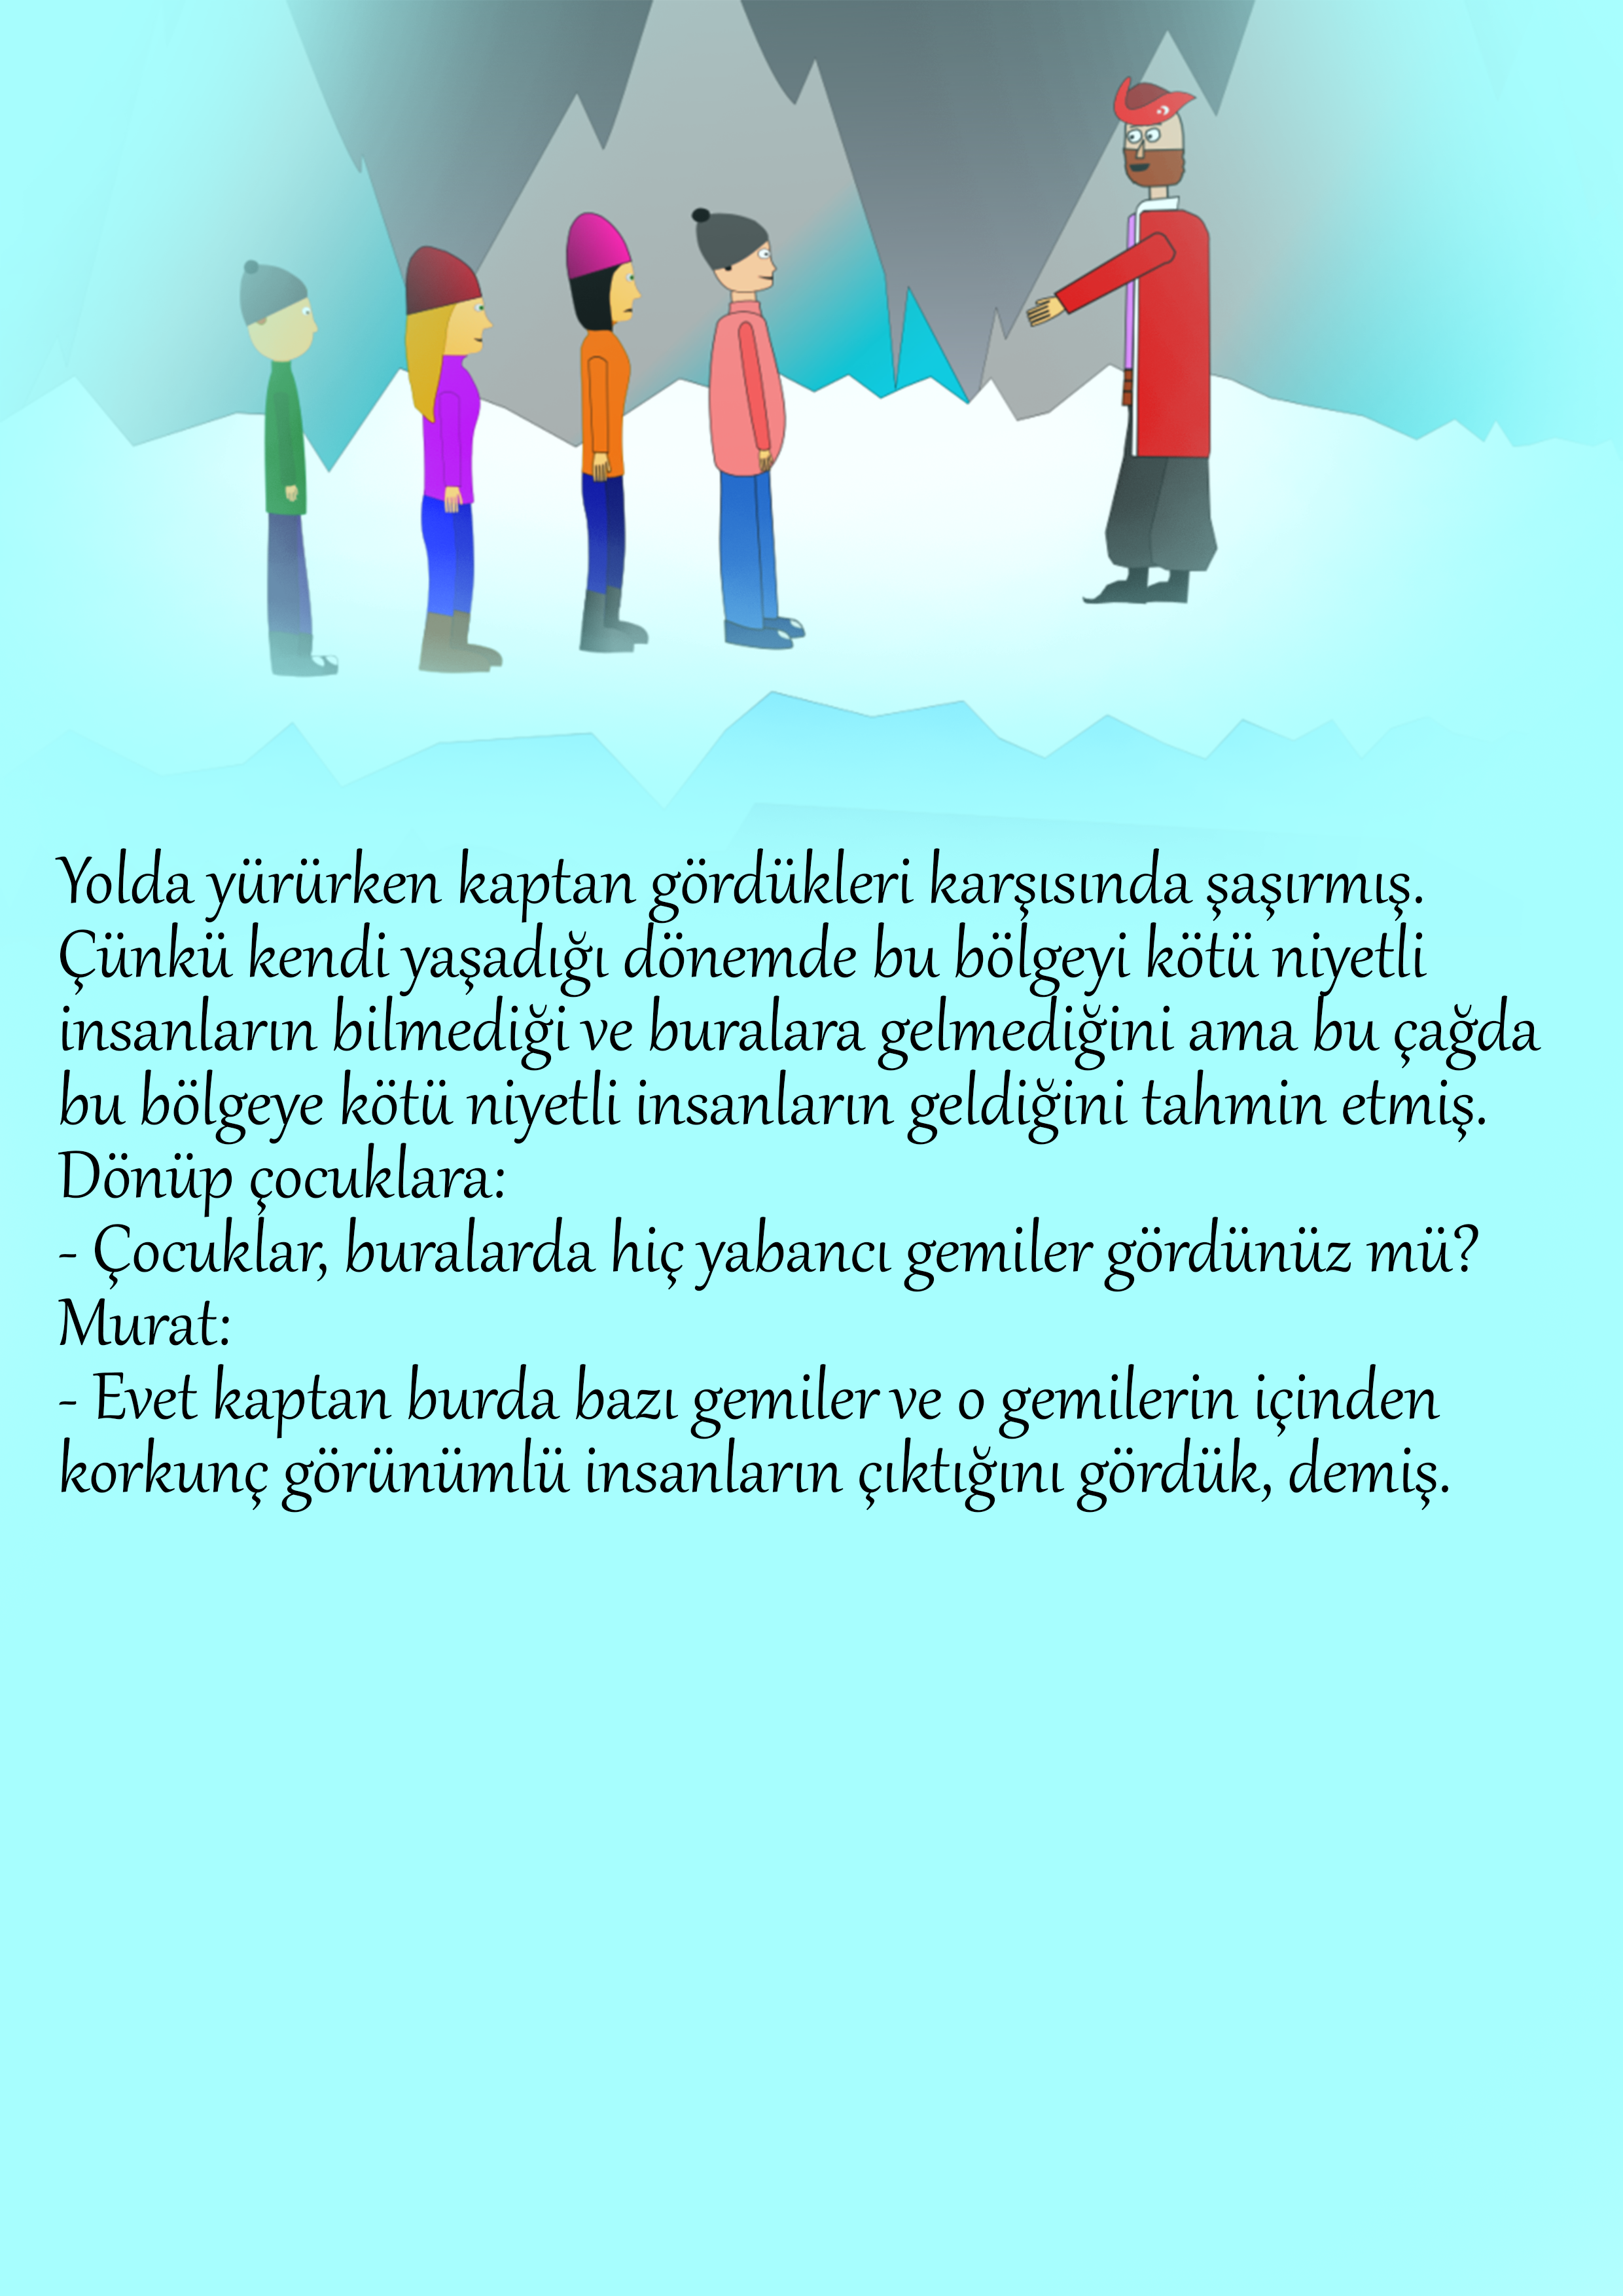 Yolda yürürken kaptan gördükleri karşısında şaşırmış.
Çünkü kendi yaşadığı dönemde bu bölgeyi kötü niyetli
insanların bilmediği ve buralara gelmediğini ama bu çağda
bu bölgeye kötü niyetli insanların geldiğini tahmin etmiş.
Dönüp çocuklara:
- Çocuklar, buralarda hiç yabancı gemiler gördünüz mü?
Murat:
- Evet kaptan burda bazı gemiler ve o gemilerin içinden
korkunç görünümlü insanların çıktığını gördük, demiş.